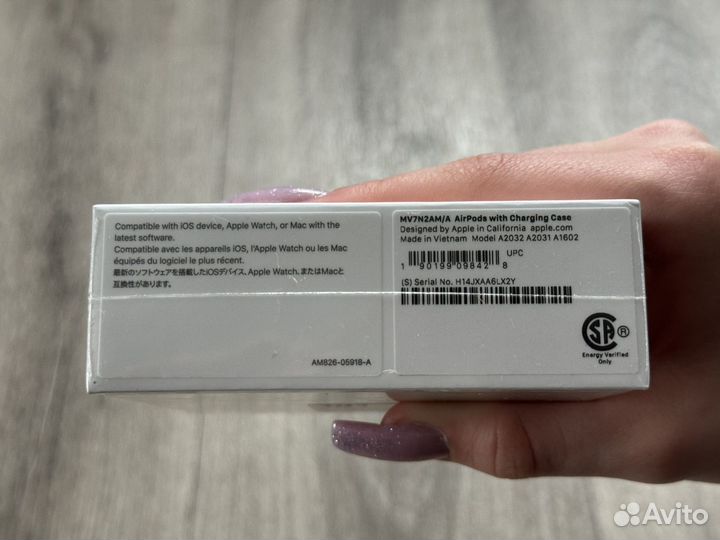 Compatible with iOS device, Apple Watch, or Mac with the
latest software.
Compatible avec les appareils iOS, l'Apple Watch ou les Mac
équipés du logiciel le plus récent.
最新のソフトウェアを搭載したiOSデバイス、Apple Watch、またはMacと
互換性があります。
AM826-05918-A
MV7N2AM/A AirPods with Charging Case
Designed by Apple in California apple.com
Made in Vietnam Model A2032 A2031 A1602
UPC
1 90199 09842 8
(S) Serial No. H14JXAA6LX2Y
CSA ®
Energy Verified
Only
Avito